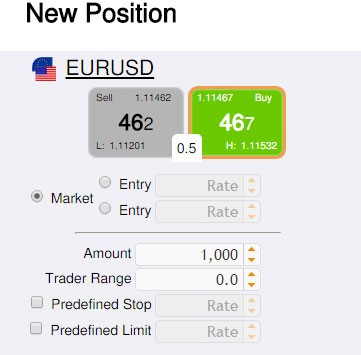 New Position
EURUSD
Sell 1.11462
462
L: 1.11201
1.11467 Buy
467
H: 1.11532
0.5
Market
Entry Rate
Entry Rate
Amount 1,000
Trader Range 0.0
Predefined Stop Rate
Predefined Limit Rate